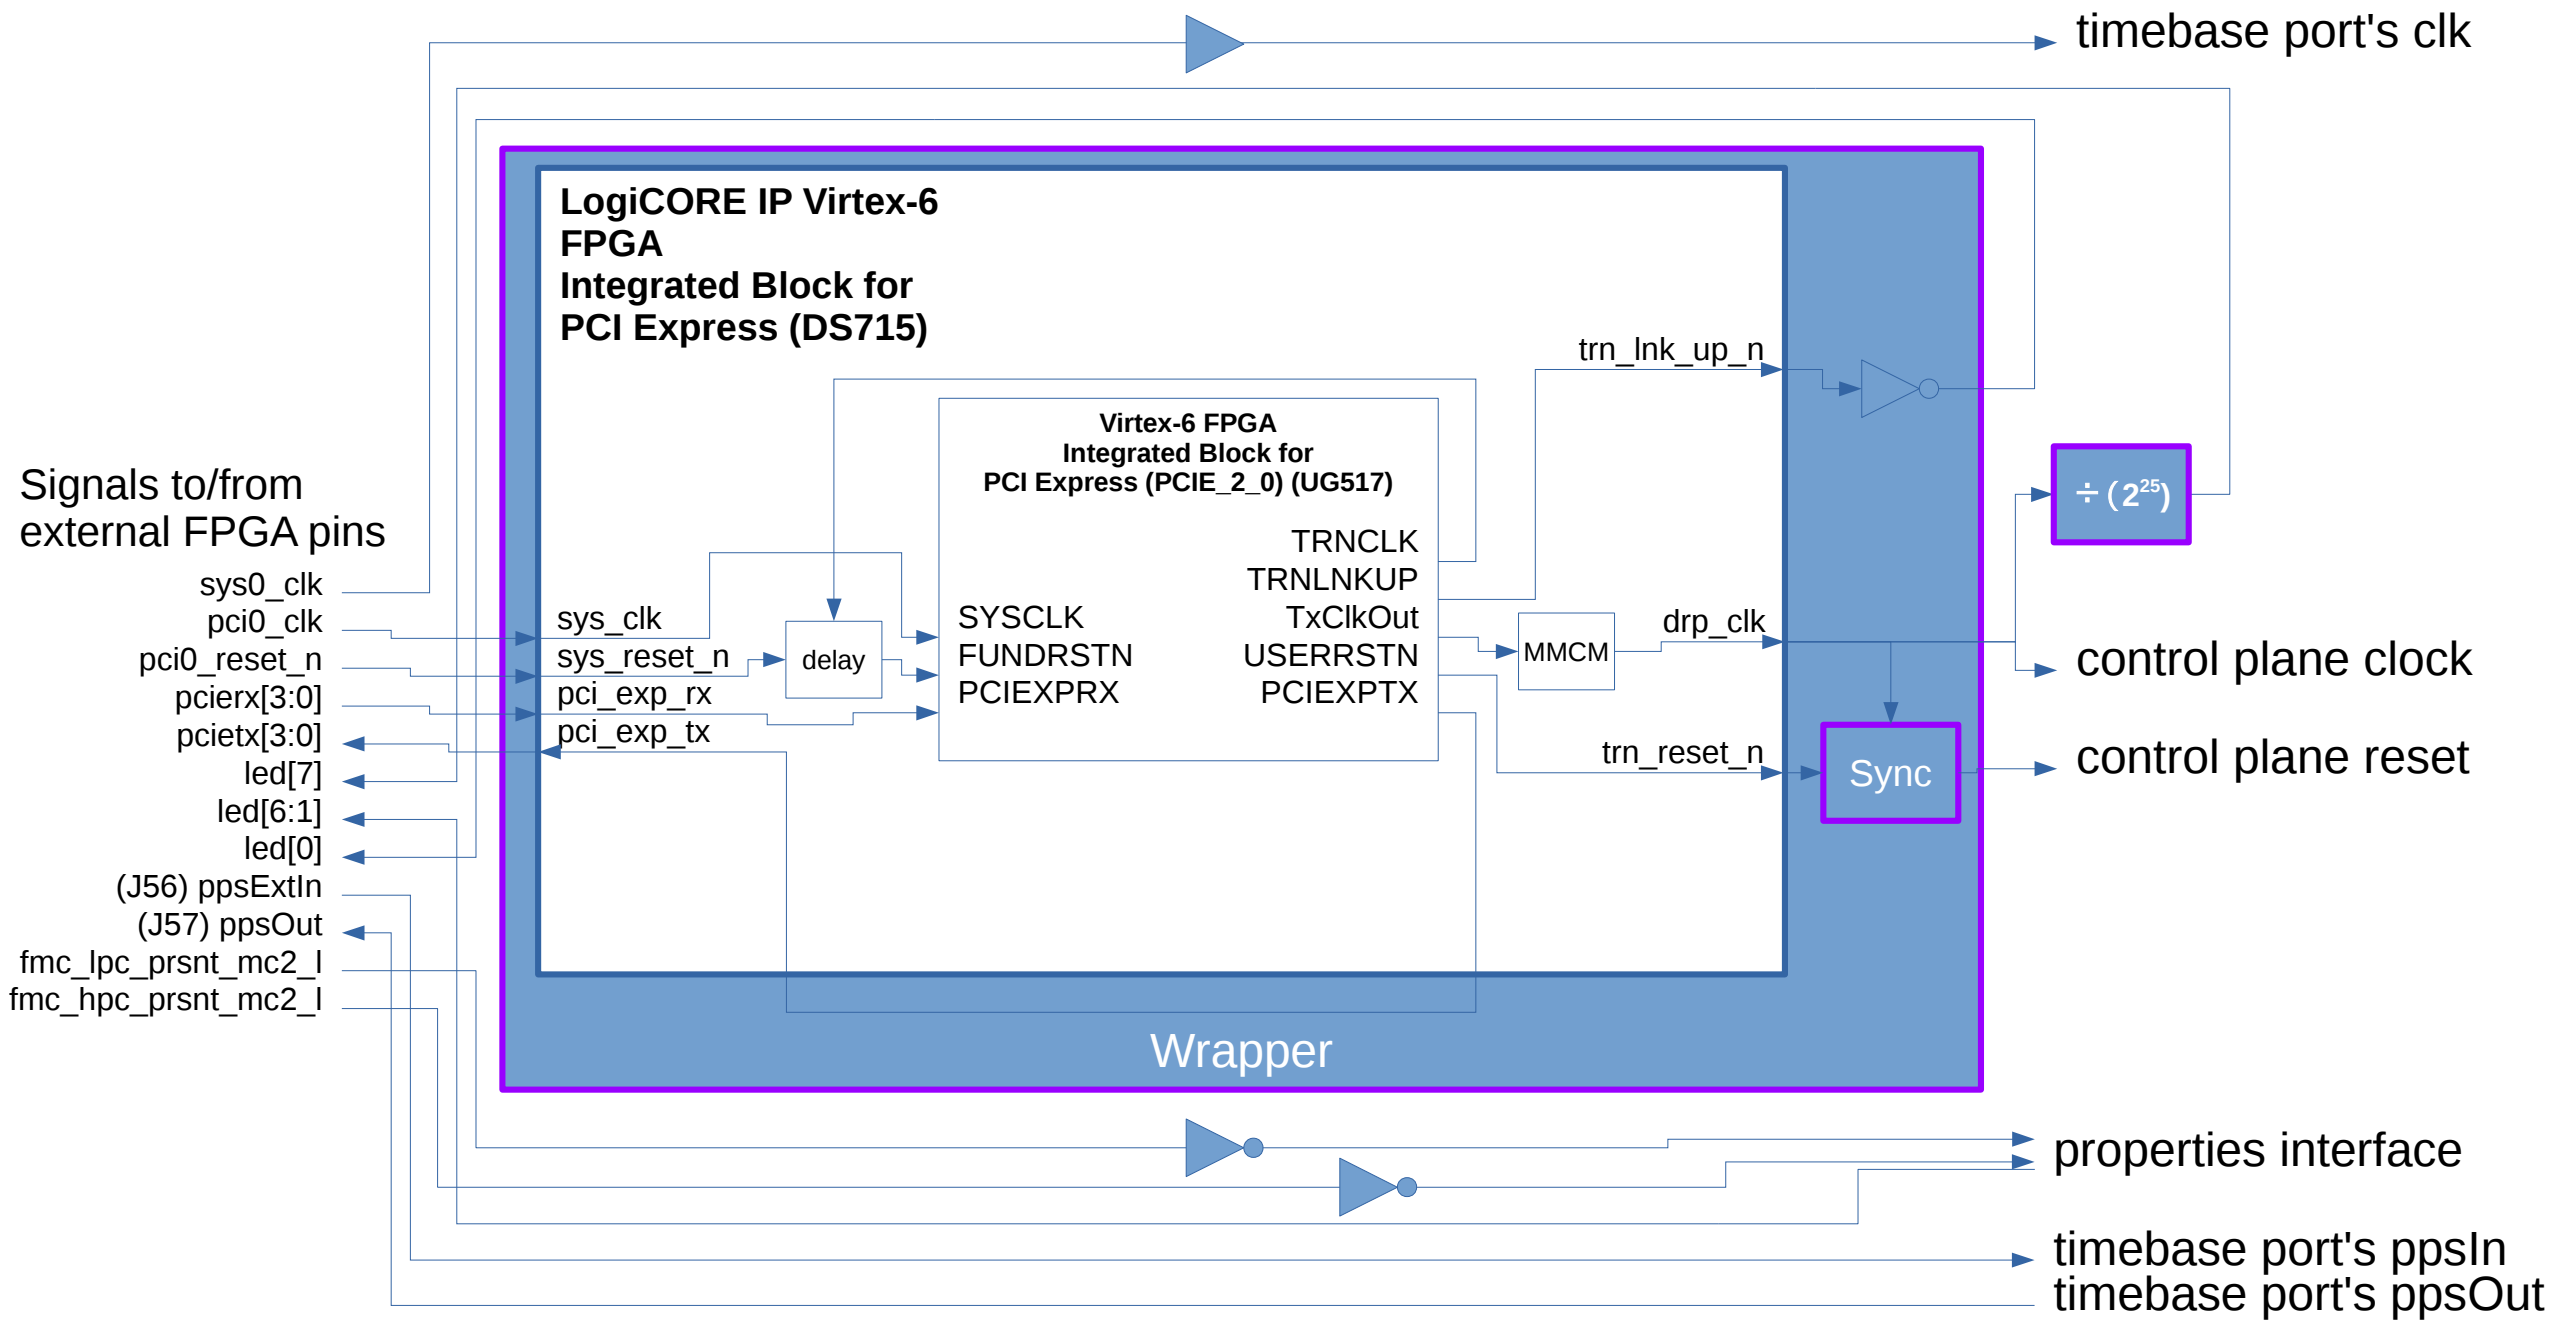 timebase port's clk
LogiCORE IP Virtex-6
FPGA
Integrated Block for
PCI Express (DS715)
trn_lnk_up_n
Virtex-6 FPGA
Integrated Block for
PCI Express (PCIE_2_0) (UG517)
TRNCLK
TRNLNKUP
TxClkOut
USERRSTN
PCIEXPTX
SYSCLK
FUNDRSTN
PCIEXPRX
÷ (2²⁵)
Signals to/from
external FPGA pins
sys0_clk
pci0_clk
pci0_reset_n
pcierx[3:0]
pcietx[3:0]
led[7]
led[6:1]
led[0]
(J56) ppsExtIn
(J57) ppsOut
fmc_lpc_prsnt_mc2_l
fmc_hpc_prsnt_mc2_l
sys_clk
sys_reset_n
pci_exp_rx
pci_exp_tx
delay
MMCM
drp_clk
trn_reset_n
Sync
control plane clock
control plane reset
Wrapper
properties interface
timebase port's ppsIn
timebase port's ppsOut